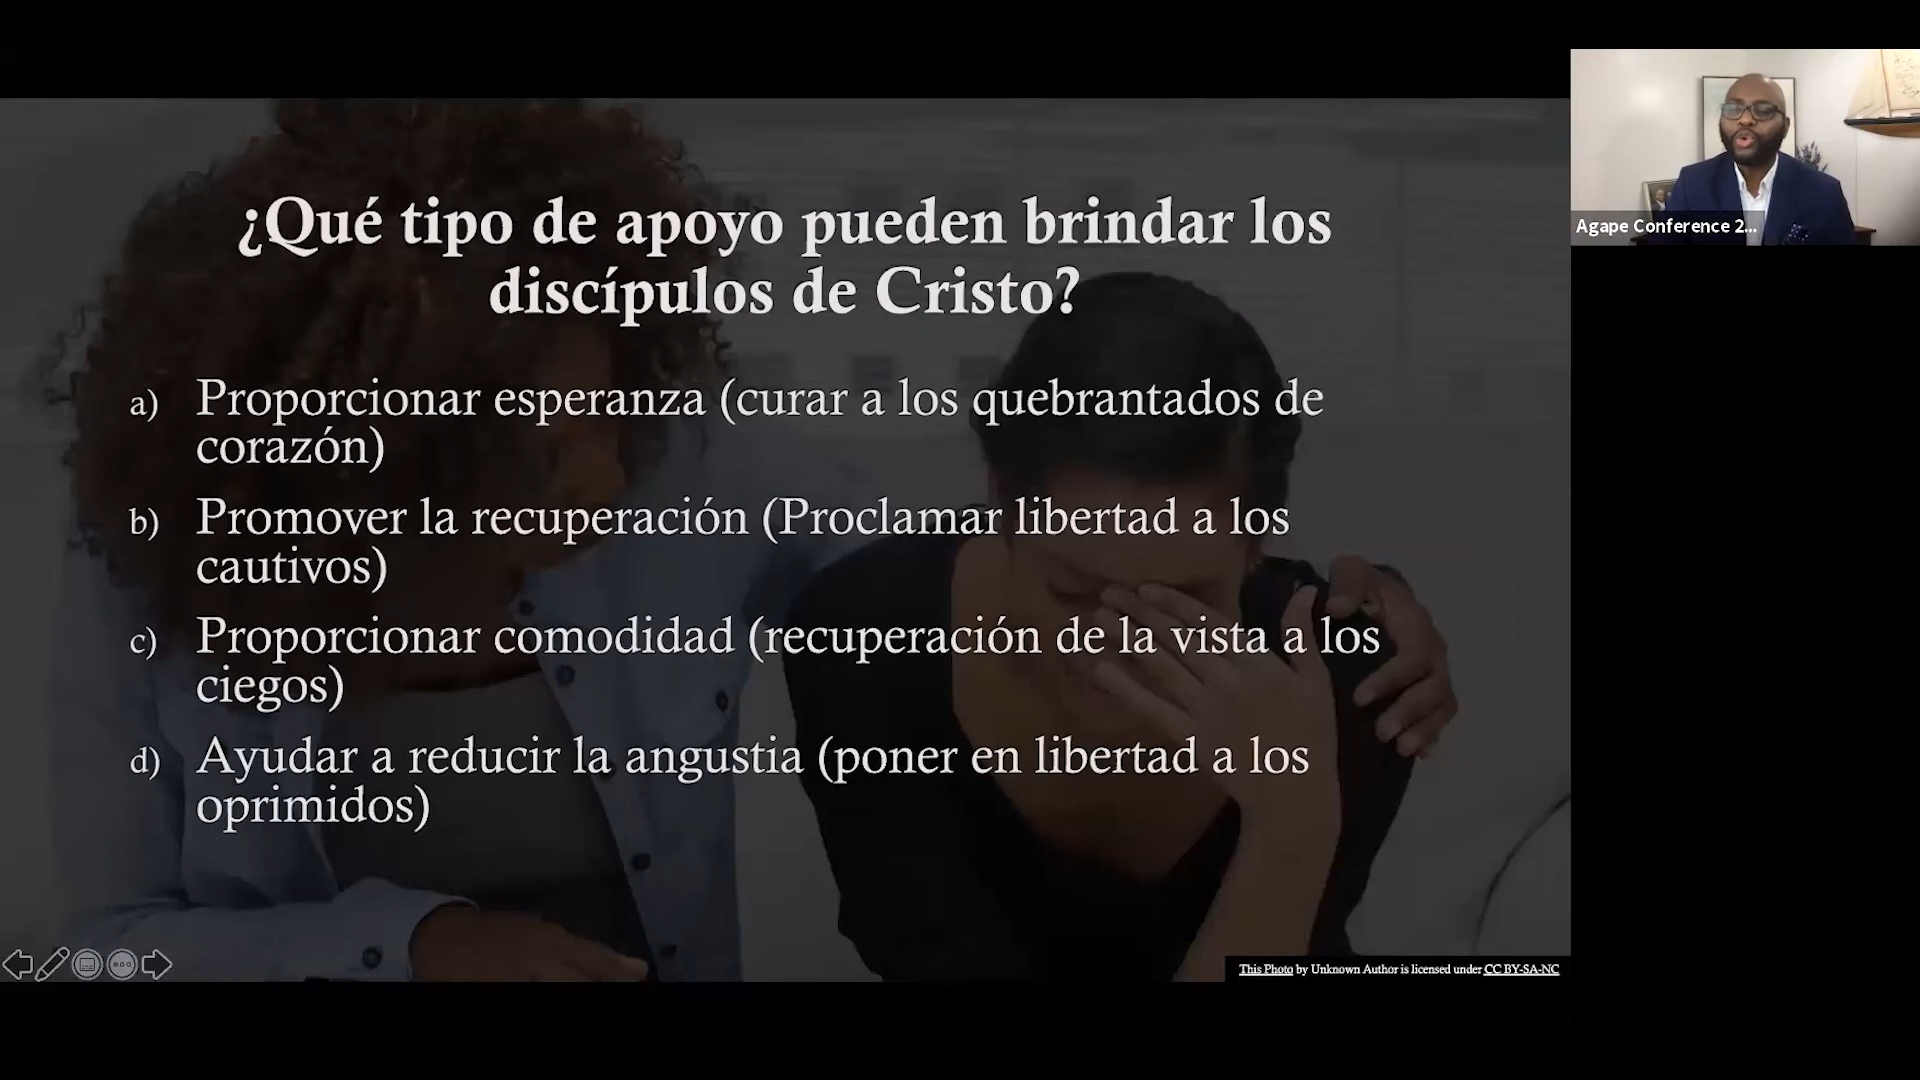 ¿Qué tipo de apoyo pueden brindar los
discípulos de Cristo?
a) Proporcionar esperanza (curar a los quebrantados de
corazón)
b) Promover la recuperación (Proclamar libertad a los
cautivos)
c) Proporcionar comodidad (recuperación de la vista a los
ciegos)
d) Ayudar a reducir la angustia (poner en libertad a los
oprimidos)
This Photo by Unknown Author is licensed under CC BY-SA-NC
Agape Conference 2...